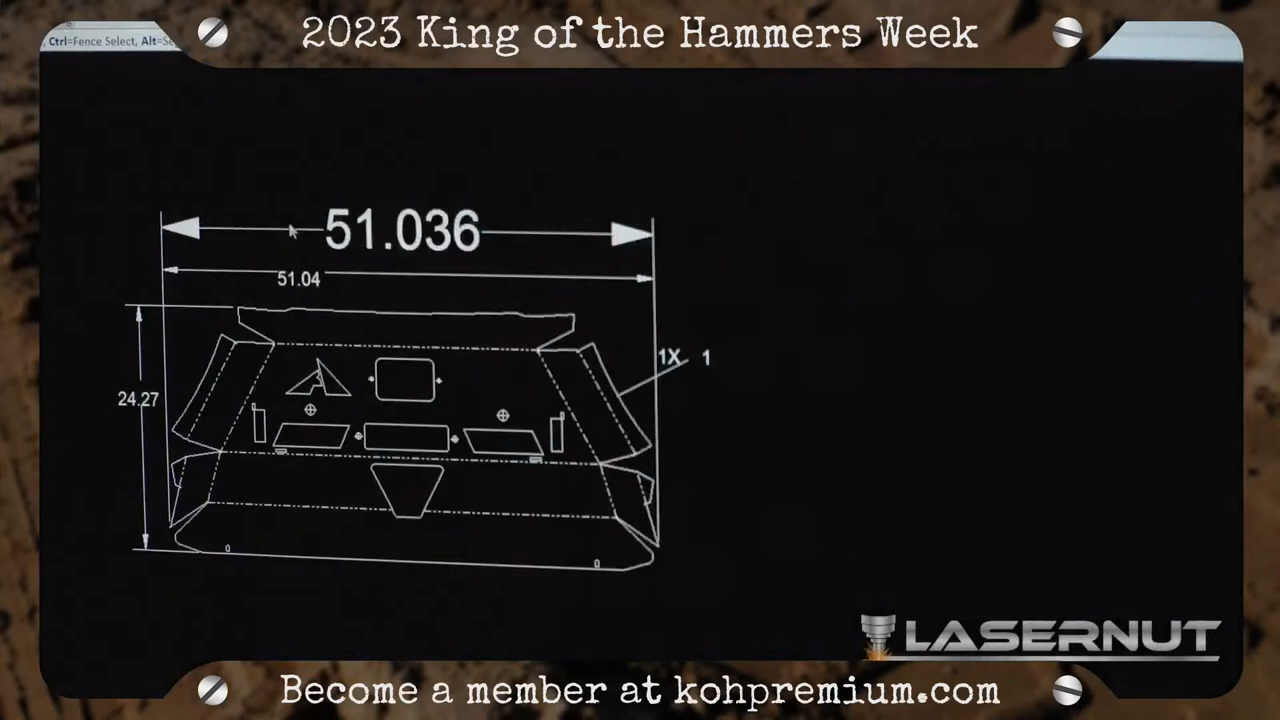 2023 King of the Hammers Week
Ctrl=Fence Select, Alt=Se
51.036
51.04
1X 1
24.27
LASERNUT
Become a member at kohpremium.com